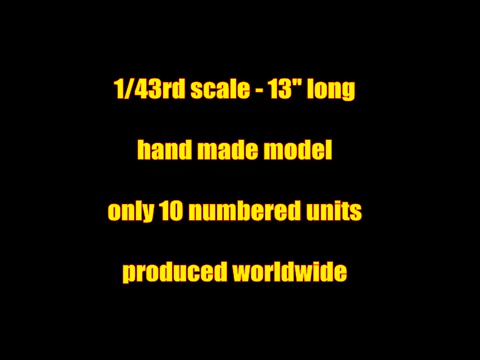 1/43rd scale - 13" long
hand made model
only 10 numbered units
produced worldwide